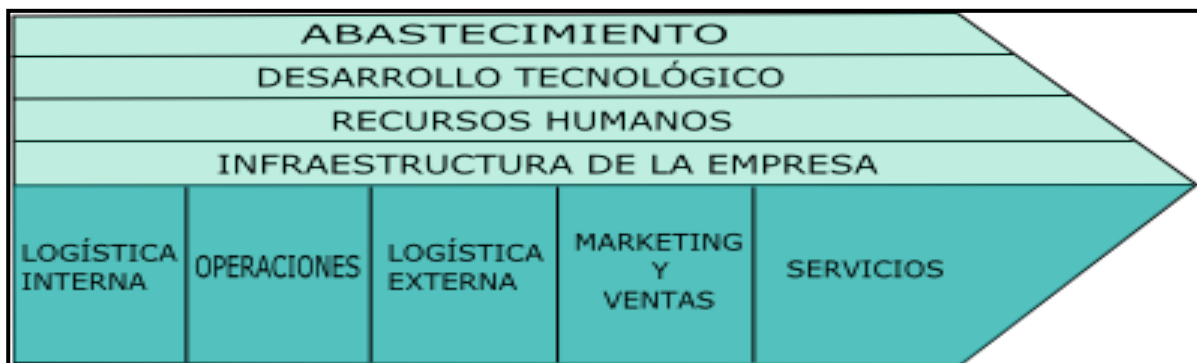 ABASTECIMIENTO
DESARROLLO TECNOLÓGICO
RECURSOS HUMANOS
INFRAESTRUCTURA DE LA EMPRESA
LOGÍSTICA
INTERNA
OPERACIONES
LOGÍSTICA
EXTERNA
MARKETING
Y
VENTAS
SERVICIOS